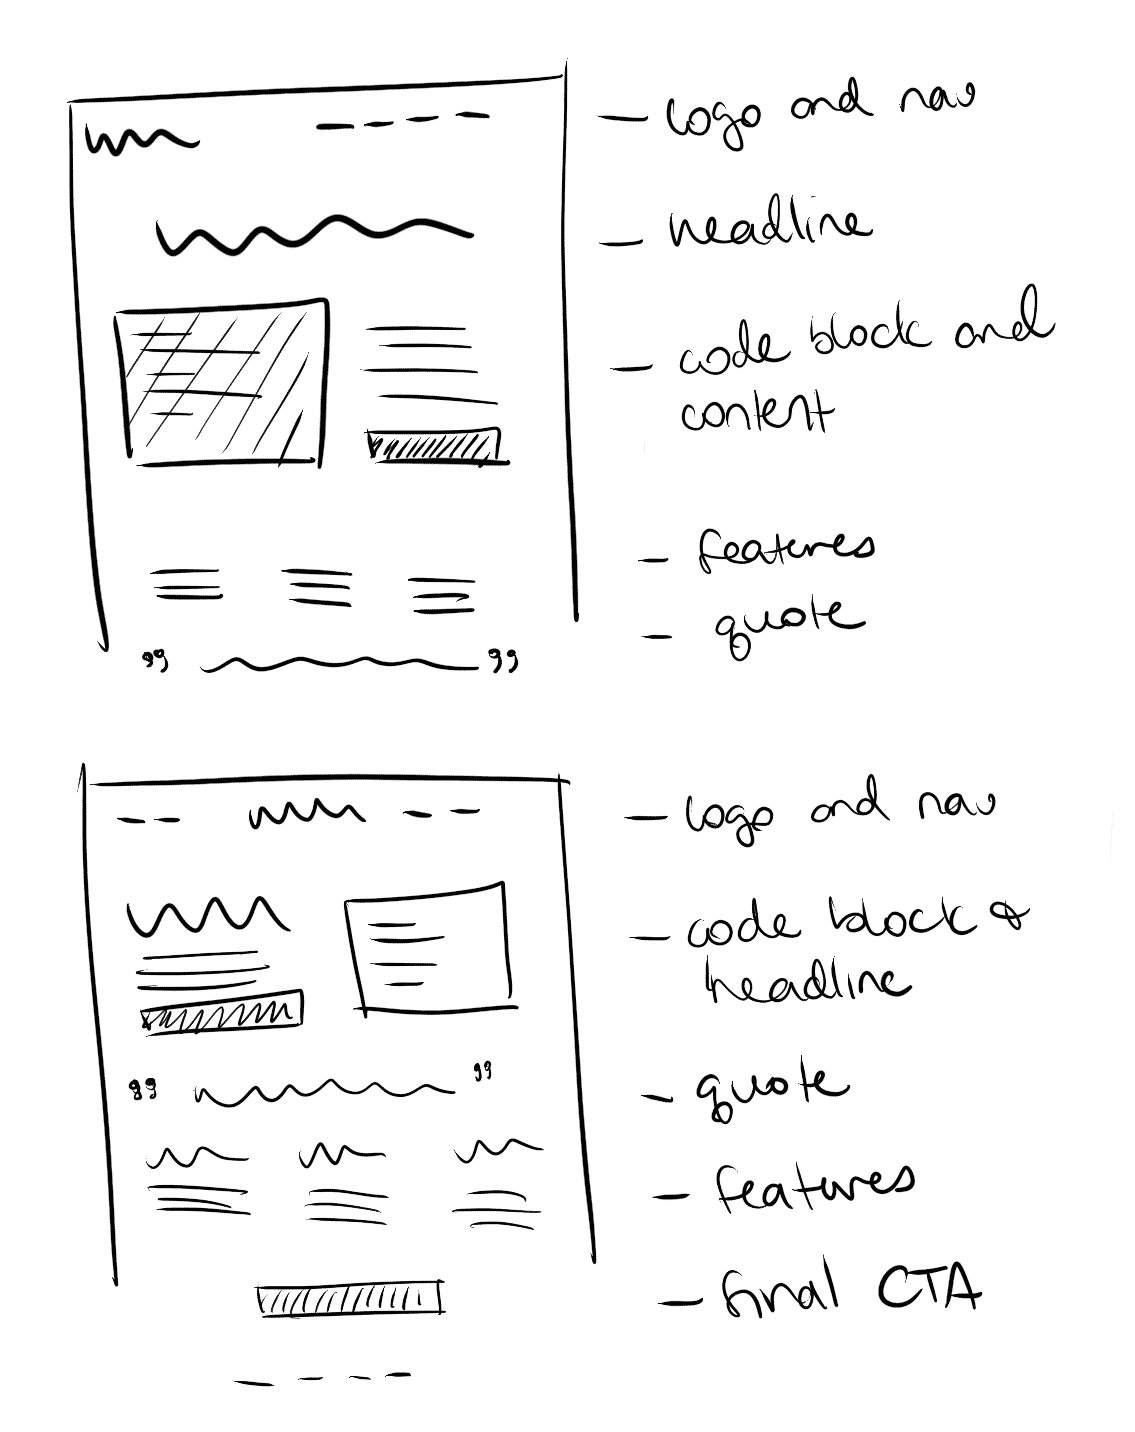 — logo and nav
— headline
— code block and
content
— features
— quote
” ”
— logo and nav
— code block &
headline
— quote
” ”
— features
— final CTA